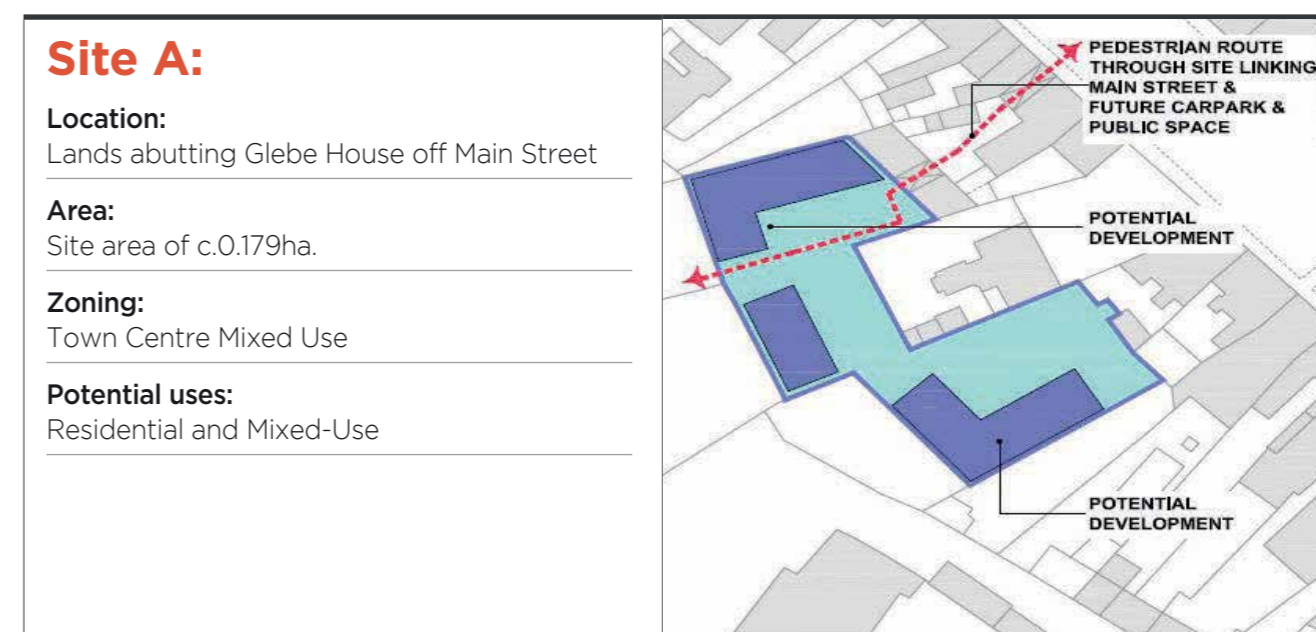 Site A:
Location:
Lands abutting Glebe House off Main Street
Area:
Site area of c.0.179ha.
Zoning:
Town Centre Mixed Use
Potential uses:
Residential and Mixed-Use
PEDESTRIAN ROUTE
THROUGH SITE LINKING
MAIN STREET &
FUTURE CARPARK &
PUBLIC SPACE
POTENTIAL
DEVELOPMENT
POTENTIAL
DEVELOPMENT